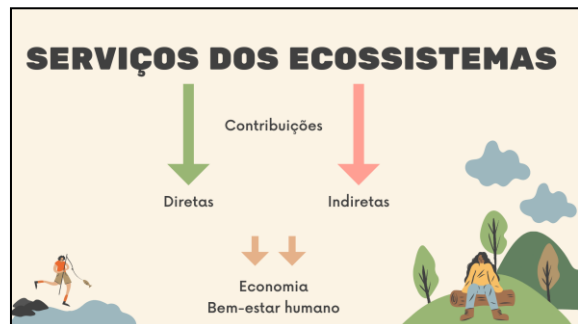 SERVIÇOS DOS ECOSSISTEMAS
Contribuições
Diretas
Indiretas
Economia
Bem-estar humano